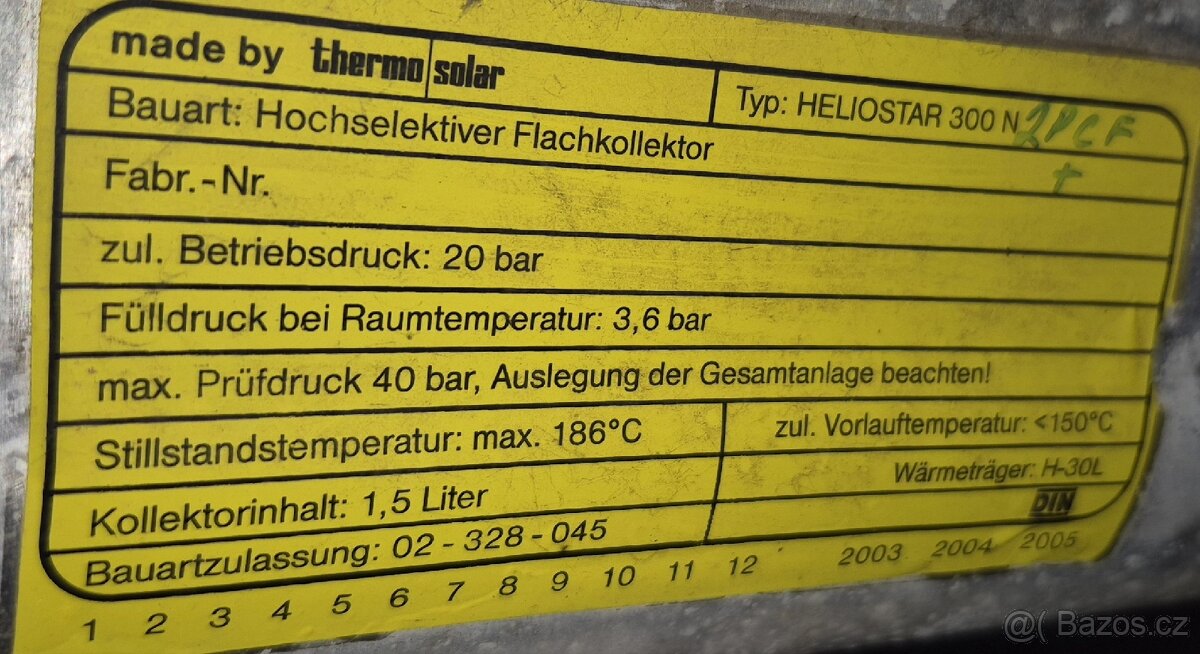 made by thermo solar
Typ: HELIOSTAR 300 N 2PCF
Bauart: Hochselektiver Flachkollektor
Fabr.-Nr.
zul. Betriebsdruck: 20 bar
Fülldruck bei Raumtemperatur: 3,6 bar
max. Prüfdruck 40 bar, Auslegung der Gesamtanlage beachten!
Stillstandstemperatur: max. 186°C
zul. Vorlauftemperatur: <150°C
Kollektorinhalt: 1,5 Liter
Wärmeträger: H-30L
Bauartzulassung: 02 - 328 - 045
DIN
1 2 3 4 5 6 7 8 9 10 11 12 2003 2004 2005
@( Bazos.cz